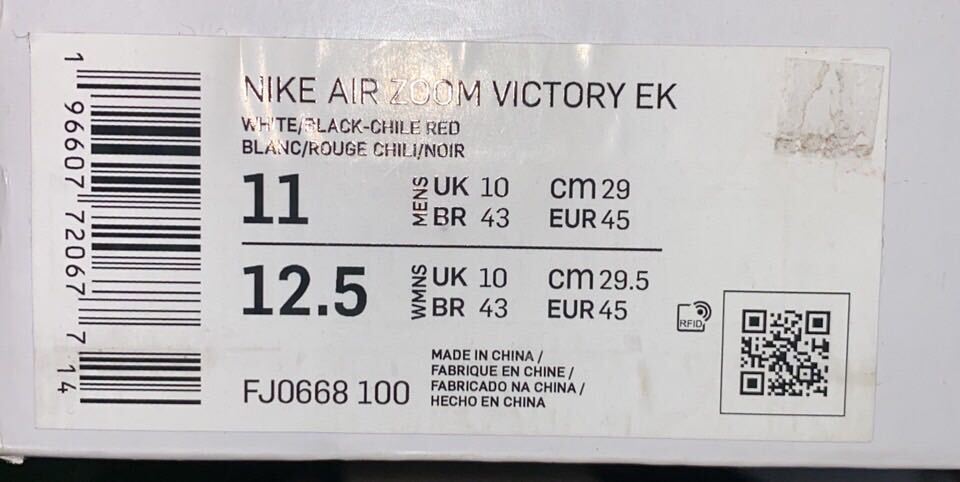 NIKE AIR ZOOM VICTORY EK
WHITE/BLACK-CHILE RED
BLANC/ROUGE CHILI/NOIR
11 MENS UK 10 cm 29
BR 43 EUR 45
12.5 WMNS UK 10 cm 29.5
BR 43 EUR 45
RFID
FJ0668 100
MADE IN CHINA /
FABRIQUE EN CHINE /
FABRICADO NA CHINA /
HECHO EN CHINA
1 96607 72067 7 14